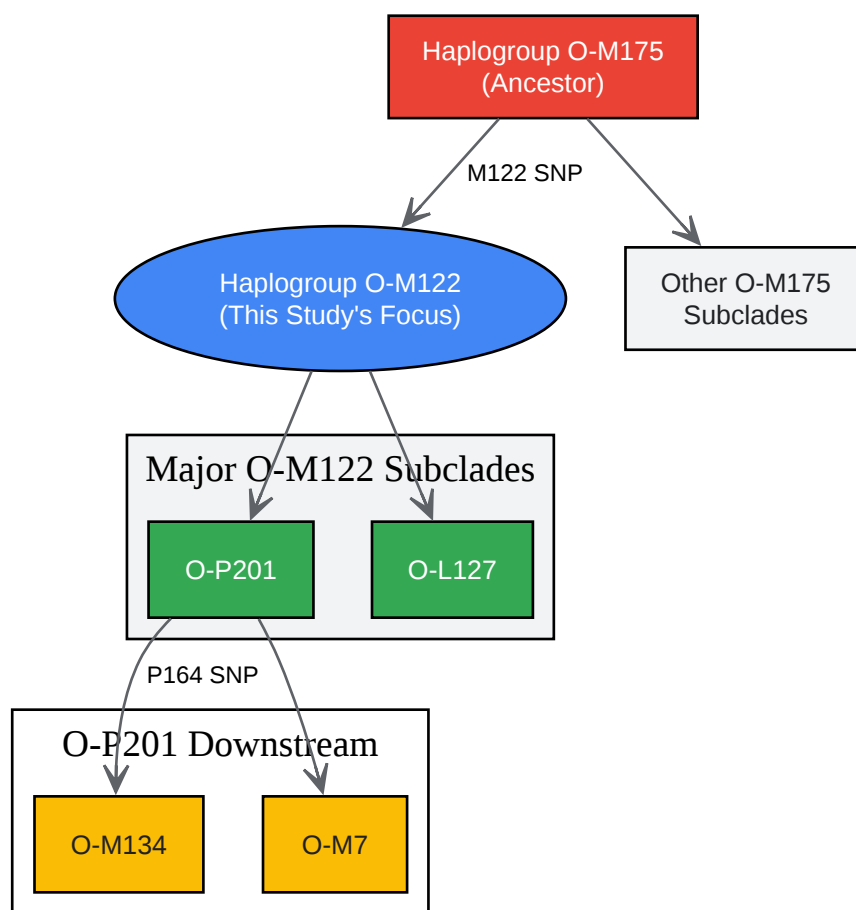 Haplogroup O-M175
(Ancestor)
M122 SNP
Haplogroup O-M122
(This Study's Focus)
Other O-M175
Subclades
Major O-M122 Subclades
O-P201
O-L127
P164 SNP
O-P201 Downstream
O-M134
O-M7